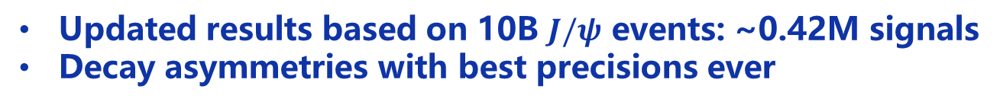 • Updated results based on 10B J/ψ events: ~0.42M signals
• Decay asymmetries with best precisions ever